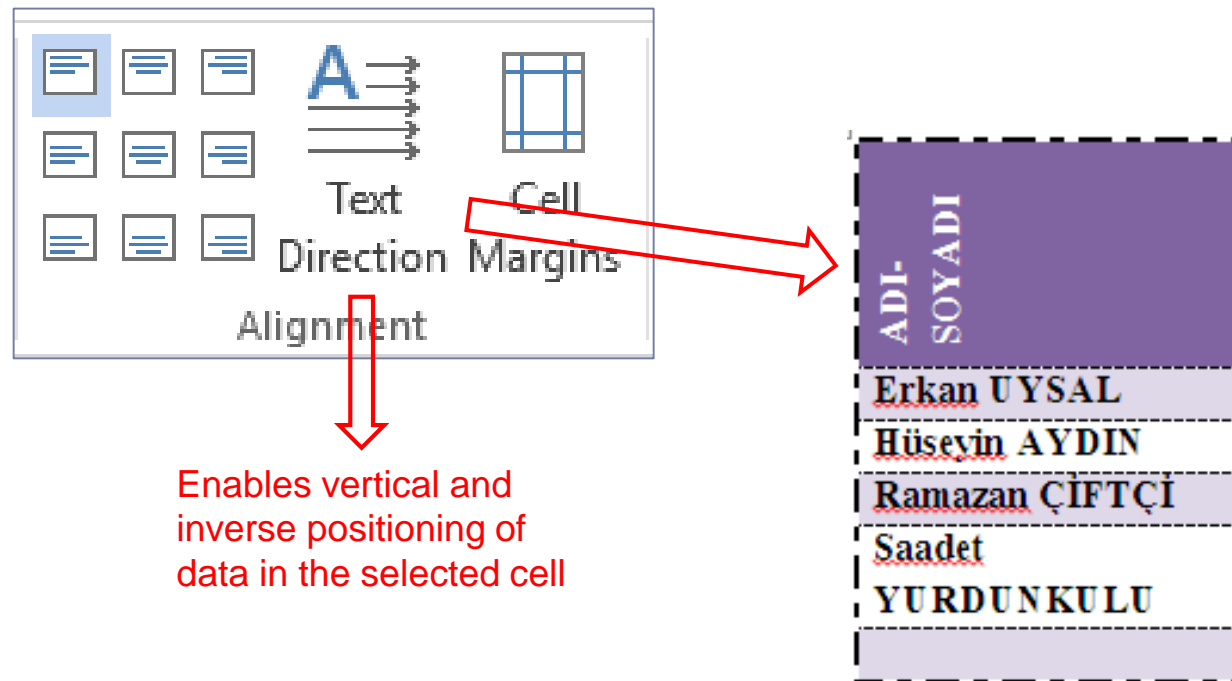 A
Text
Direction
Cell
Margins
Alignment
Enables vertical and
inverse positioning of
data in the selected cell
ADI-
SOYADI
Erkan UYSAL
Hüseyin AYDIN
Ramazan ÇİFTÇİ
Saadet
YURDUNKULU